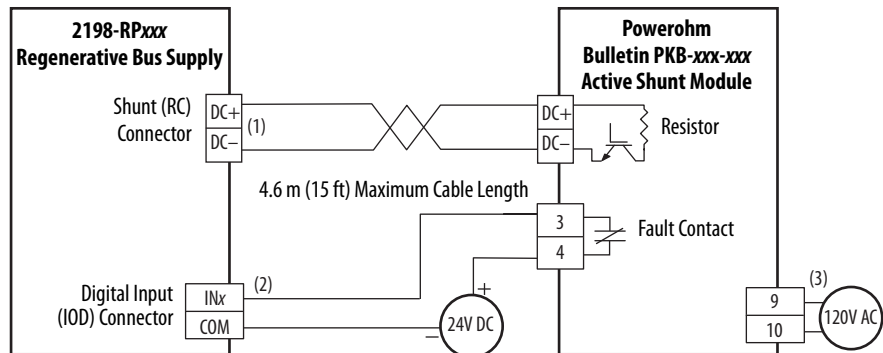 2198-RPxxx
Regenerative Bus Supply
Powerohm
Bulletin PKB-xxx-xxx
Active Shunt Module
Shunt (RC)
Connector
DC+
DC–
(1)
DC+
DC–
Resistor
4.6 m (15 ft) Maximum Cable Length
3
4
Fault Contact
Digital Input
(IOD) Connector
INx
COM
(2)
+
–
24V DC
9
10
(3)
120V AC